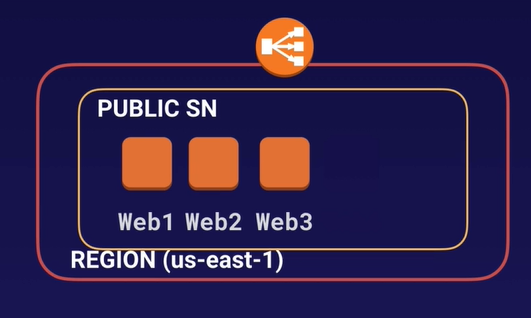 PUBLIC SN
Web1 Web2 Web3
REGION (us-east-1)